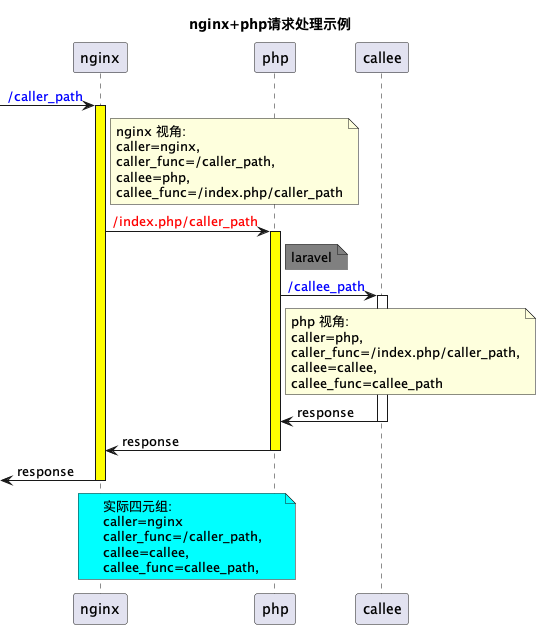 nginx+php请求处理示例
nginx php callee
/caller_path
nginx 视角:
caller=nginx,
caller_func=/caller_path,
callee=php,
callee_func=/index.php/caller_path
/index.php/caller_path
laravel
/callee_path
php 视角:
caller=php,
caller_func=/index.php/caller_path,
callee=callee,
callee_func=callee_path
response
response
response
实际四元组:
caller=nginx
caller_func=/caller_path,
callee=callee,
callee_func=callee_path,
nginx php callee